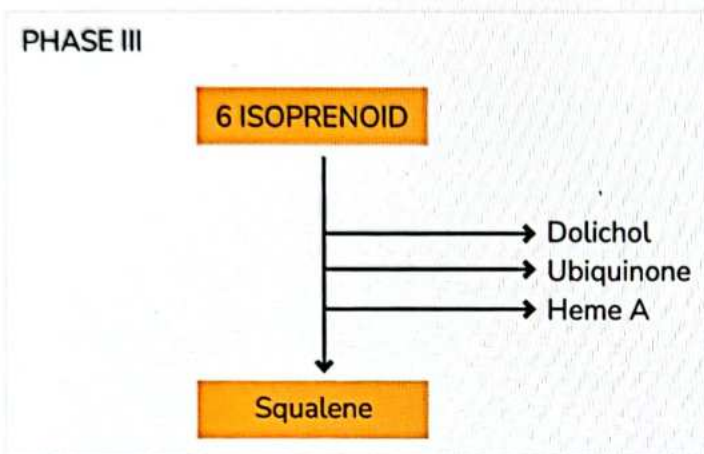 PHASE III
6 ISOPRENOID
Dolichol
Ubiquinone
Heme A
Squalene